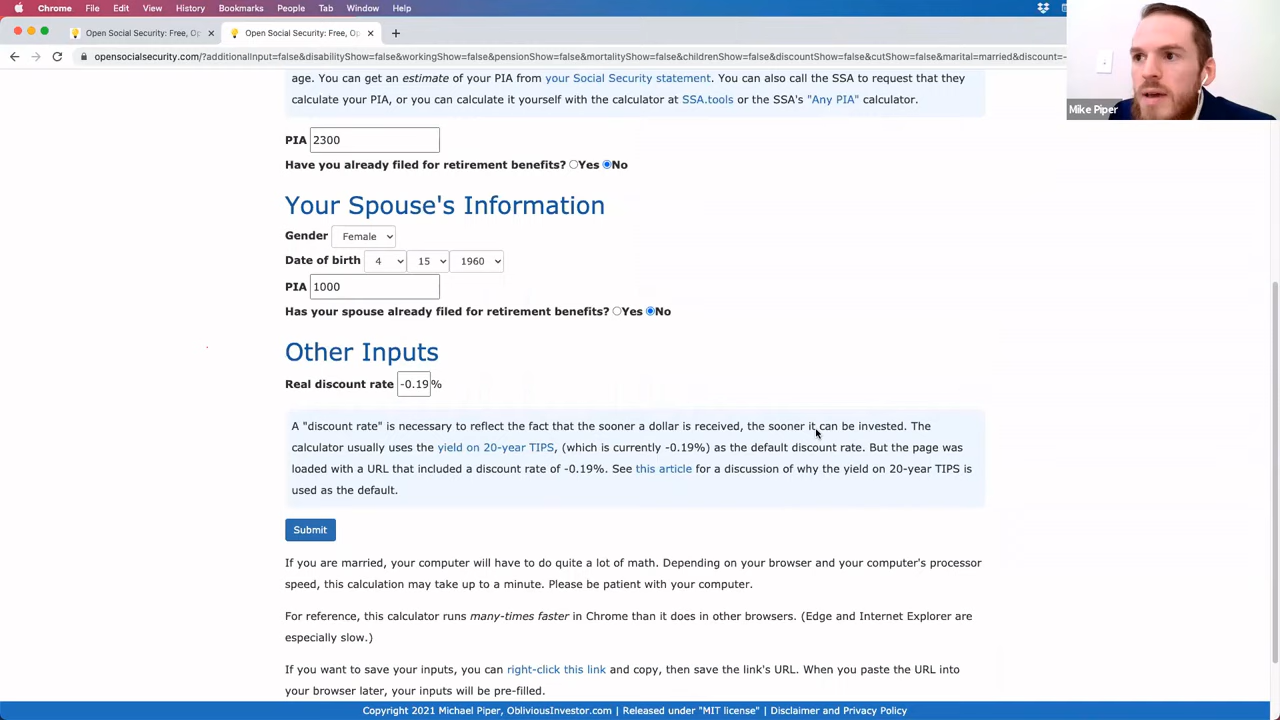 Chrome File Edit View History Bookmarks People Tab Window Help
Open Social Security: Free, Op
Open Social Security: Free, Op
opensocialsecurity.com/?additionalInput=false&disabilityShow=false&workingShow=false&pensionShow=false&mortalityShow=false&childrenShow=false&discountShow=false&cutShow=false&marital=married&discount=-
Mike Piper
age. You can get an estimate of your PIA from your Social Security statement. You can also call the SSA to request that they
calculate your PIA, or you can calculate it yourself with the calculator at SSA.tools or the SSA's "Any PIA" calculator.
PIA 2300
Have you already filed for retirement benefits? Yes No
Your Spouse's Information
Gender Female
Date of birth 4 15 1960
PIA 1000
Has your spouse already filed for retirement benefits? Yes No
Other Inputs
Real discount rate -0.19 %
A "discount rate" is necessary to reflect the fact that the sooner a dollar is received, the sooner it can be invested. The
calculator usually uses the yield on 20-year TIPS, (which is currently -0.19%) as the default discount rate. But the page was
loaded with a URL that included a discount rate of -0.19%. See this article for a discussion of why the yield on 20-year TIPS is
used as the default.
Submit
If you are married, your computer will have to do quite a lot of math. Depending on your browser and your computer's processor
speed, this calculation may take up to a minute. Please be patient with your computer.
For reference, this calculator runs many-times faster in Chrome than it does in other browsers. (Edge and Internet Explorer are
especially slow.)
If you want to save your inputs, you can right-click this link and copy, then save the link's URL. When you paste the URL into
your browser later, your inputs will be pre-filled.
Copyright 2021 Michael Piper, ObliviousInvestor.com | Released under "MIT license" | Disclaimer and Privacy Policy